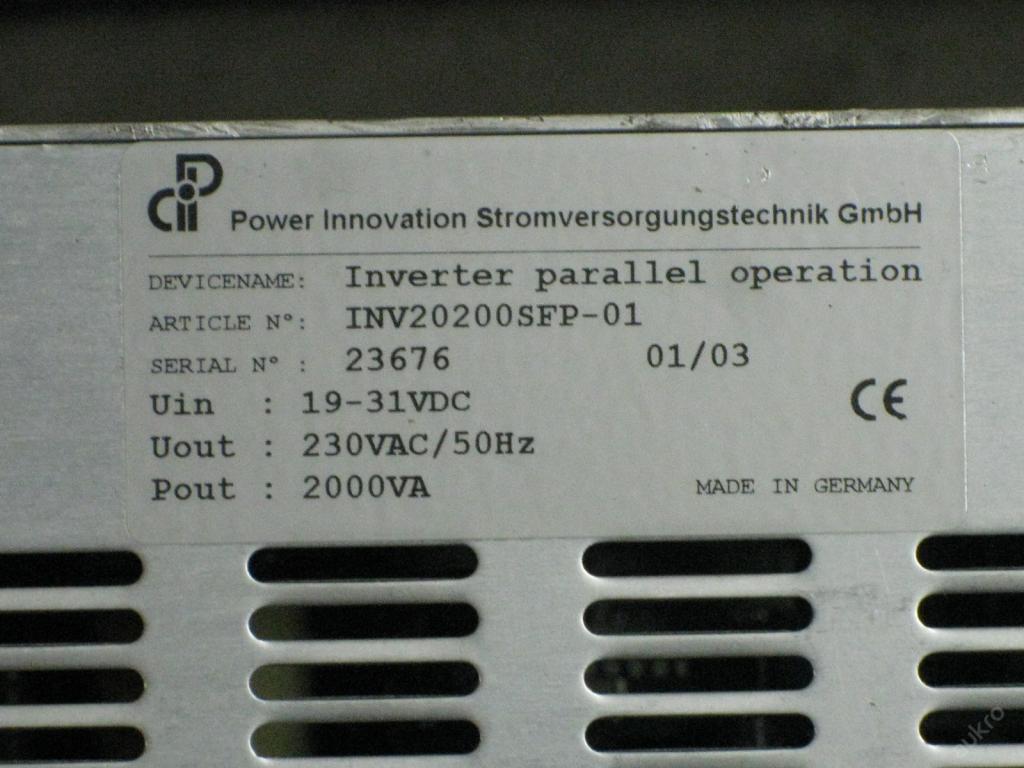 Power Innovation Stromversorgungstechnik GmbH
DEVICENAME: Inverter parallel operation
ARTICLE N°: INV20200SFP-01
SERIAL N° : 23676 01/03
Uin : 19-31VDC
CE
Uout : 230VAC/50Hz
Pout : 2000VA MADE IN GERMANY